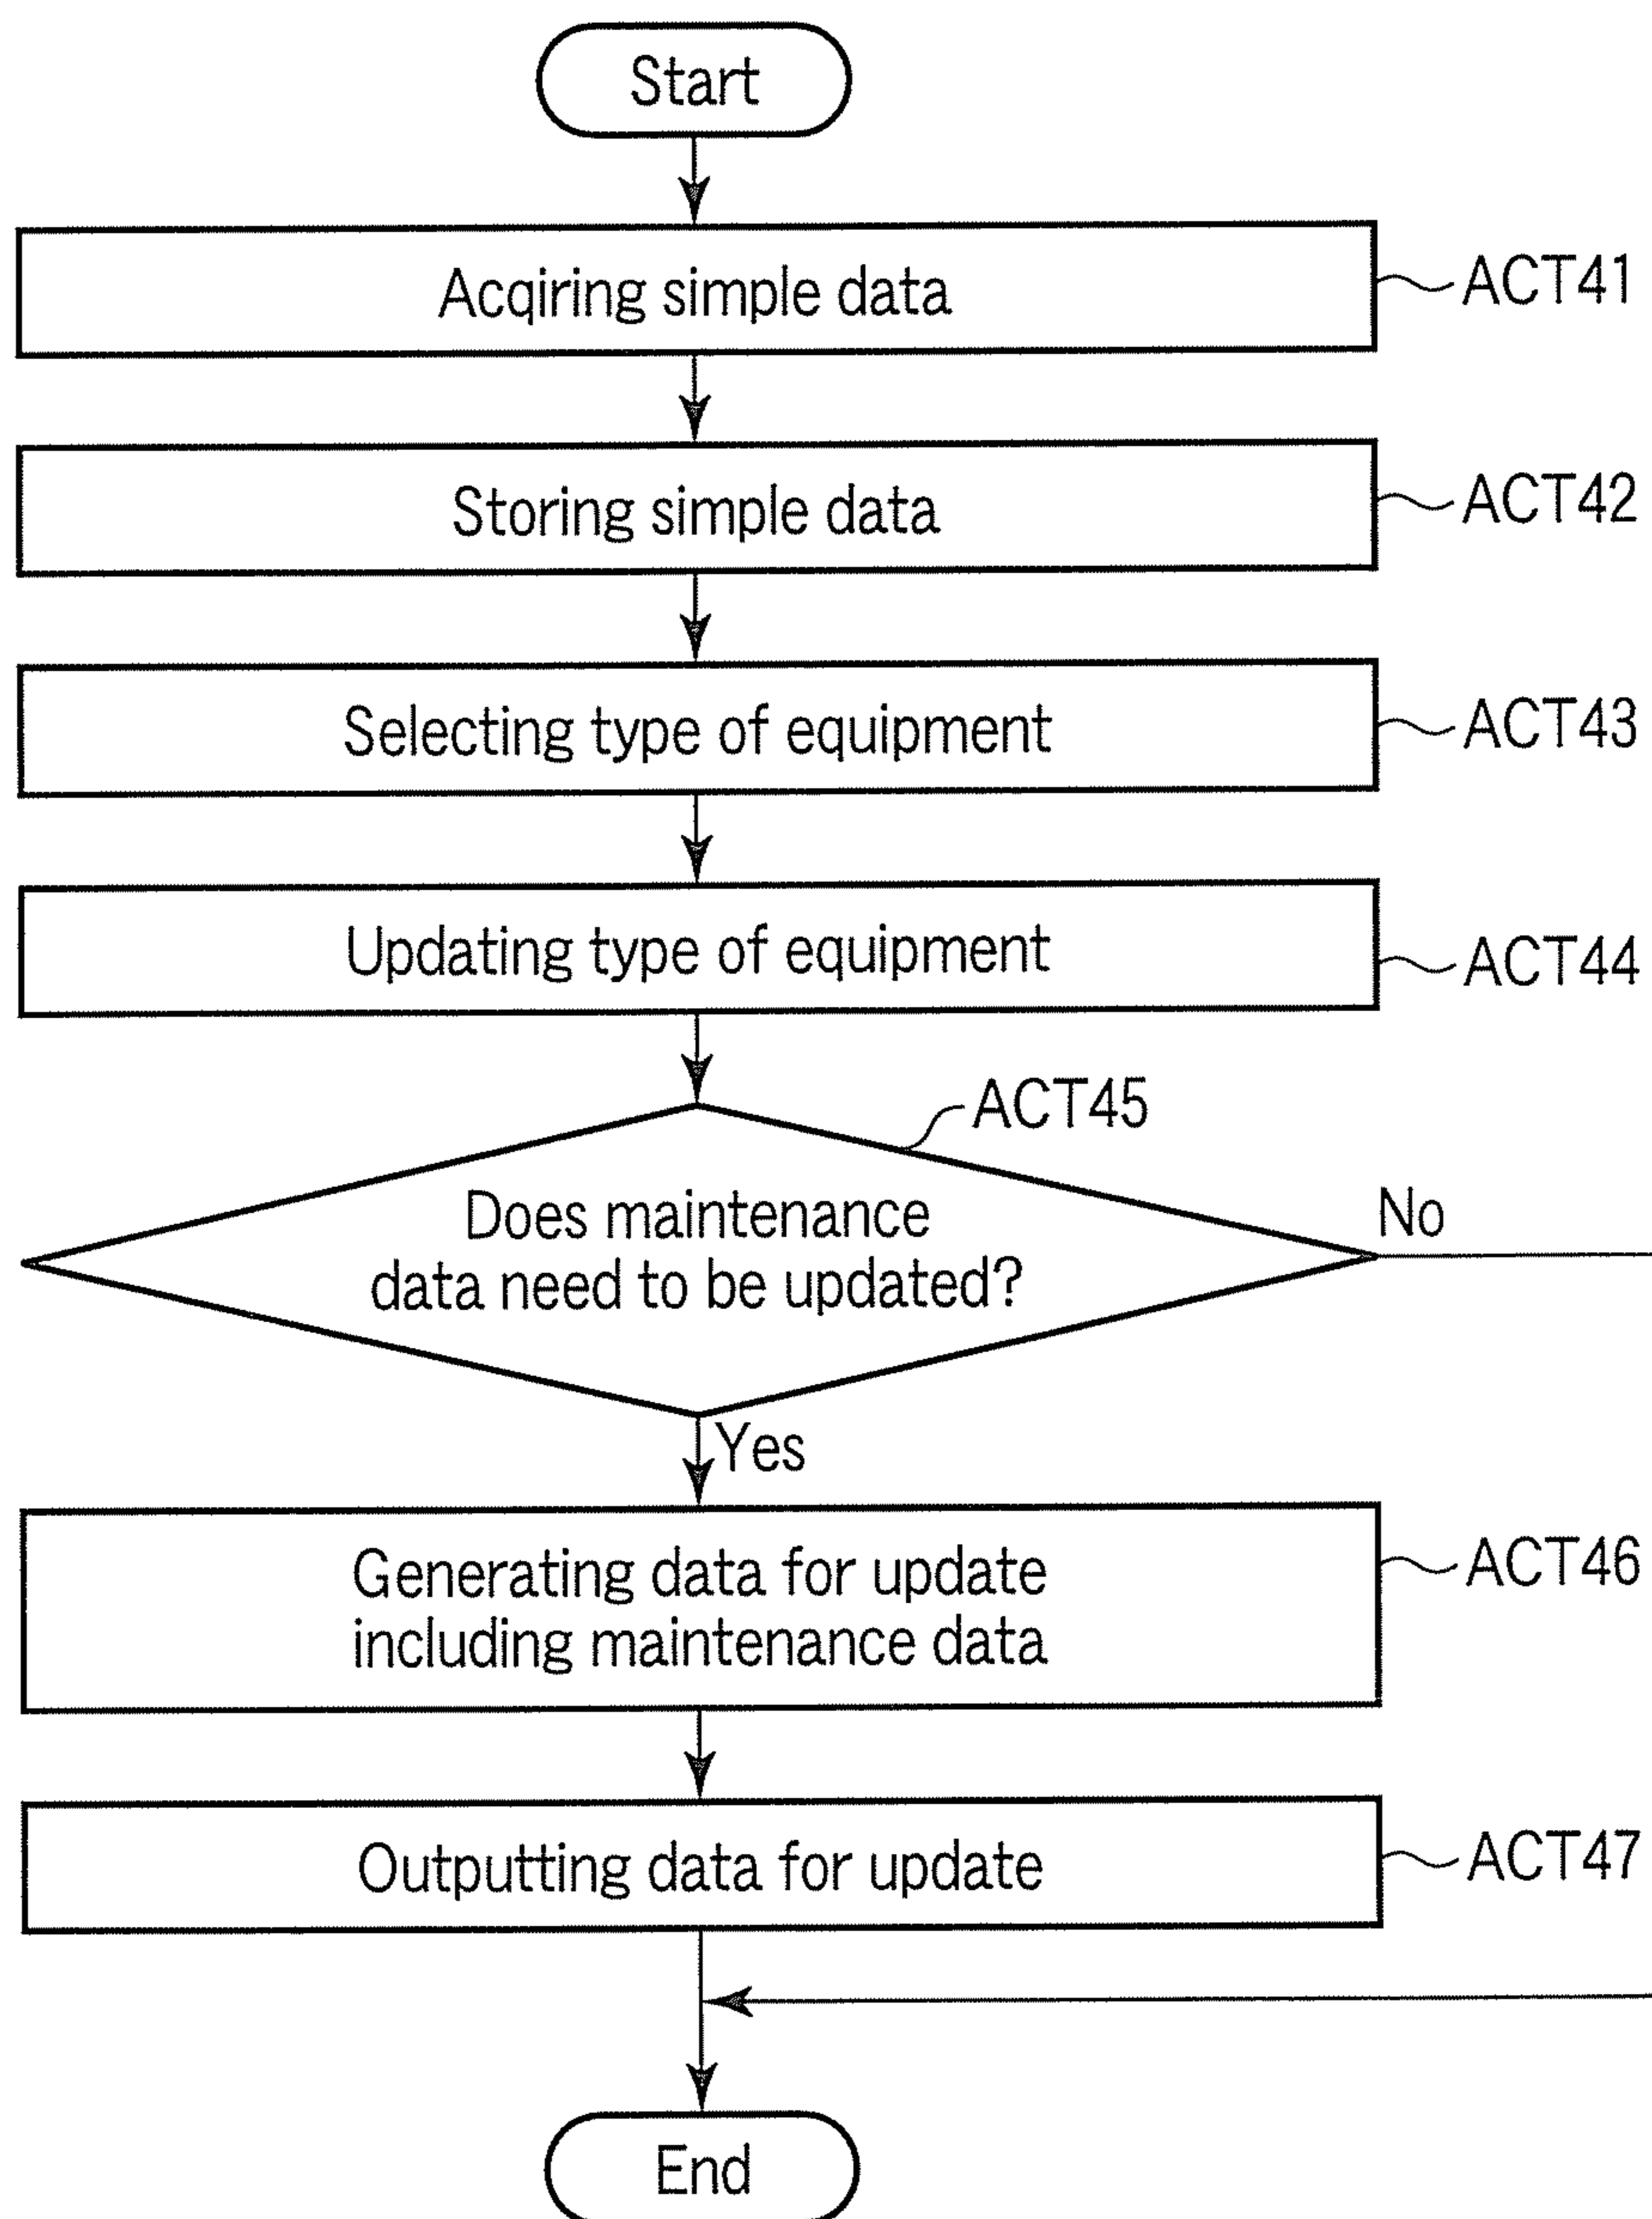 Start
Acqiring simple data
ACT41
Storing simple data
ACT42
Selecting type of equipment
ACT43
Updating type of equipment
ACT44
ACT45
Does maintenance
data need to be updated?
No
Yes
Generating data for update
including maintenance data
ACT46
Outputting data for update
ACT47
End